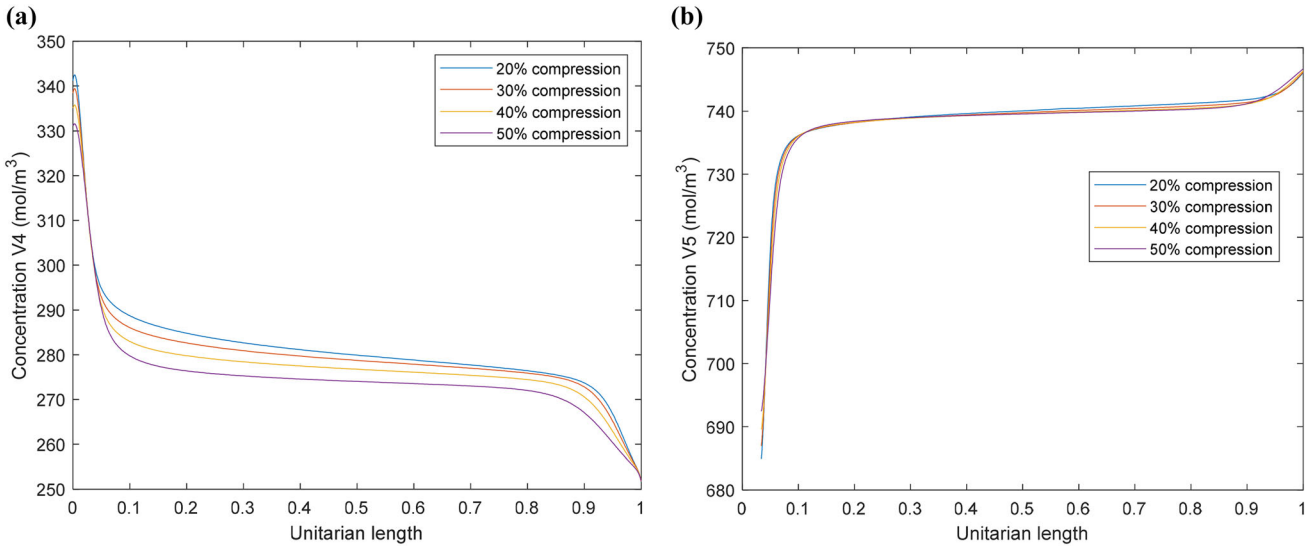 (a)
350
340
330
320
310
300
290
280
270
260
250
Concentration V4 (mol/m³)
20% compression
30% compression
40% compression
50% compression
0 0.1 0.2 0.3 0.4 0.5 0.6 0.7 0.8 0.9 1
Unitarian length
(b)
750
740
730
720
710
700
690
680
Concentration V5 (mol/m³)
20% compression
30% compression
40% compression
50% compression
0 0.1 0.2 0.3 0.4 0.5 0.6 0.7 0.8 0.9 1
Unitarian length